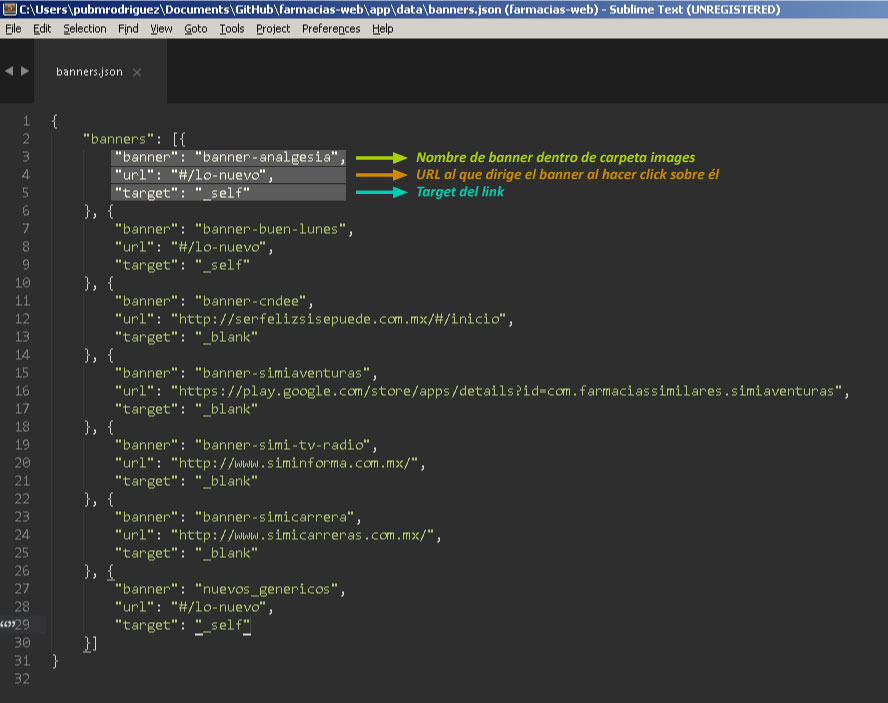 C:\Users\pubmrodriguez\Documents\GitHub\farmacias-web\app\data\banners.json (farmacias-web) - Sublime Text (UNREGISTERED)
File Edit Selection Find View Goto Tools Project Preferences Help
banners.json ×
1 {
2 "banners": [{
3 "banner": "banner-analgesia", Nombre de banner dentro de carpeta images
4 "url": "#/lo-nuevo", URL al que dirige el banner al hacer click sobre él
5 "target": "_self" Target del link
6 }, {
7 "banner": "banner-buen-lunes",
8 "url": "#/lo-nuevo",
9 "target": "_self"
10 }, {
11 "banner": "banner-cndee",
12 "url": "http://serfelizsisepuede.com.mx/#/inicio",
13 "target": "_blank"
14 }, {
15 "banner": "banner-simiaventuras",
16 "url": "https://play.google.com/store/apps/details?id=com.farmaciassimilares.simiaventuras",
17 "target": "_blank"
18 }, {
19 "banner": "banner-simi-tv-radio",
20 "url": "http://www.siminforma.com.mx/",
21 "target": "_blank"
22 }, {
23 "banner": "banner-simicarrera",
24 "url": "http://www.simicarreras.com.mx/",
25 "target": "_blank"
26 }, {
27 "banner": "nuevos_genericos",
28 "url": "#/lo-nuevo",
29 "target": "_self"
30 }]
31 }
32